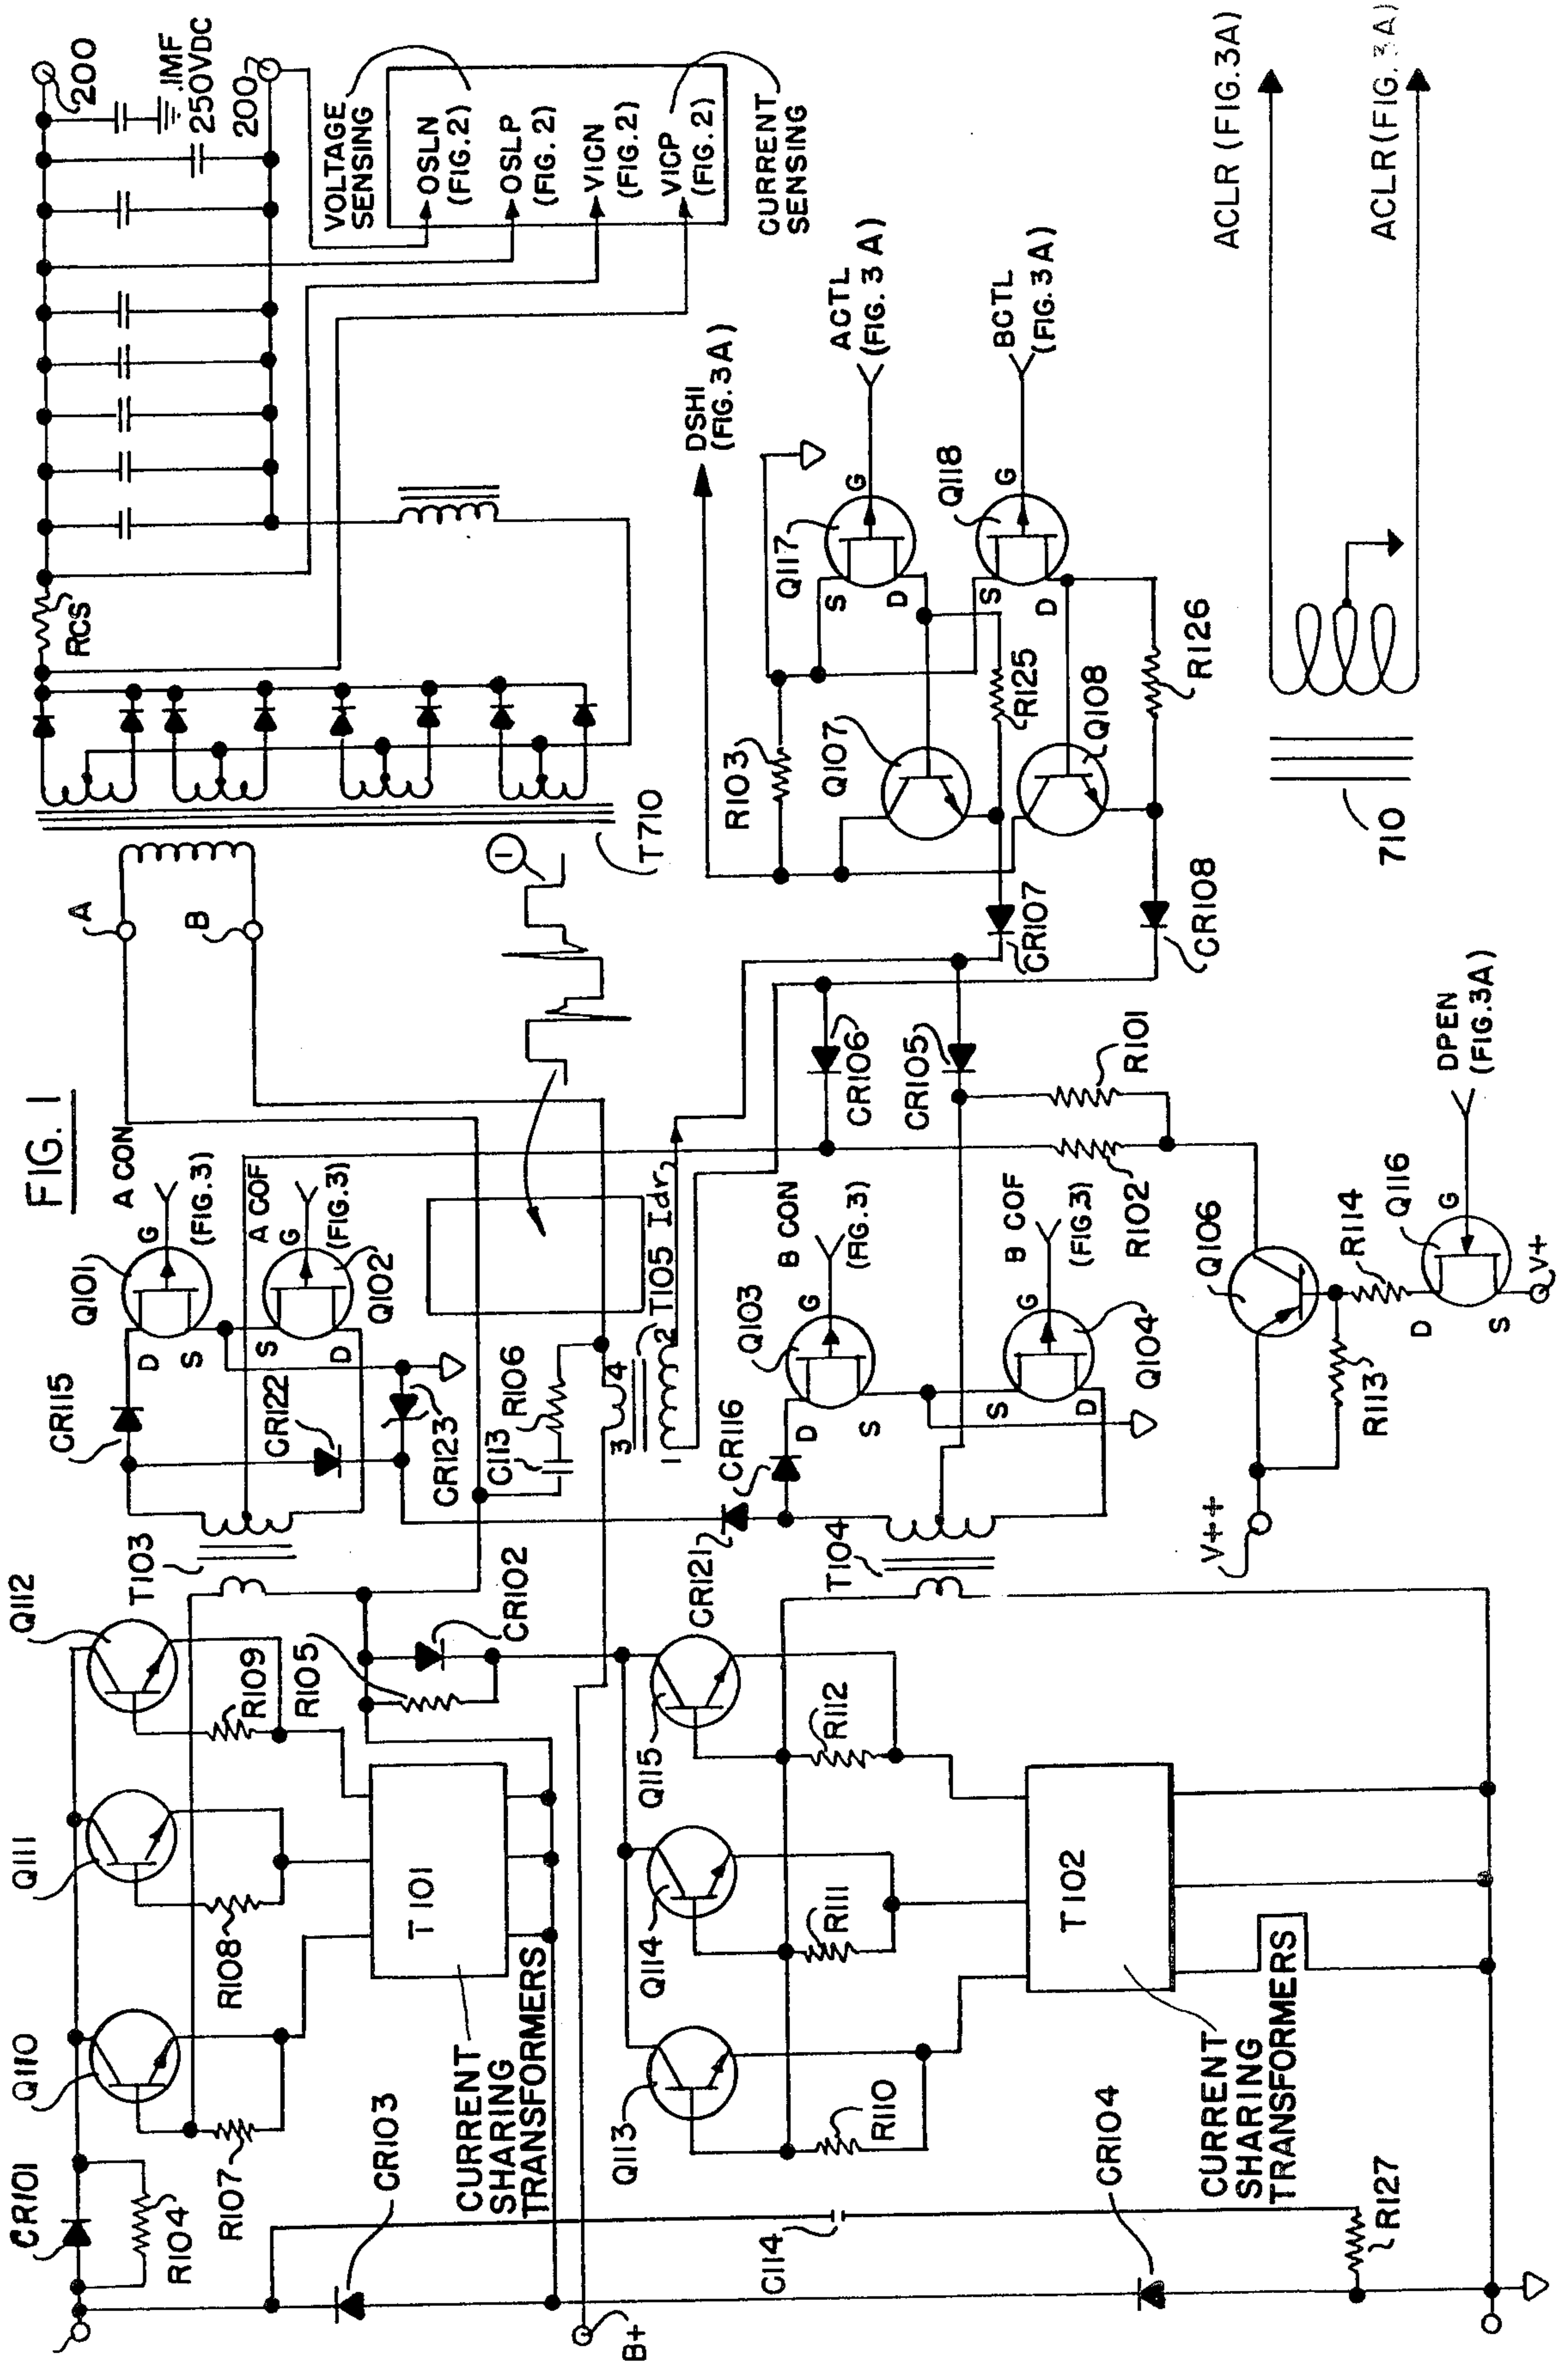 FIG. 1
CR101
R104
Q110
R107
Q111
R108
Q112
R109
T103
R105
CR102
T101
CURRENT
SHARING
TRANSFORMERS
CR103
C114
CR104
R127
B+
Q113
R110
Q114
R111
Q115
R112
CR121
T104
T102
CURRENT
SHARING
TRANSFORMERS
CR115
CR122
CR123
Q101
D
S
G
A CON
(FIG.3)
Q102
S
D
G
A COF
(FIG.3)
C113
R106
3
4
1
2
T105
Idr
CR116
Q103
D
S
G
B CON
(FIG.3)
Q104
S
D
G
B COF
(FIG.3)
V++
R113
Q106
R114
Q116
D
S
G
V+
DPEN
(FIG.3A)
R102
R101
CR106
CR105
CR107
CR108
1
A
B
T710
RCS
200
.1MF
250VDC
200
VOLTAGE
SENSING
OSLN
(FIG.2)
OSLP
(FIG.2)
VICN
(FIG.2)
VICP
(FIG.2)
CURRENT
SENSING
DSHI
(FIG.3A)
R103
Q107
R125
Q108
R126
Q117
S
D
G
ACTL
(FIG.3A)
Q118
S
D
G
BCTL
(FIG.3A)
710
ACLR (FIG.3A)
ACLR (FIG.3A)